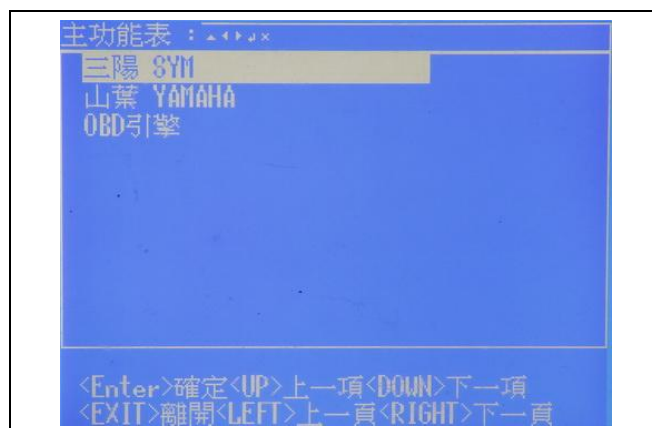 主功能表 : ▲◀▶↲×
三陽 SYM
山葉 YAMAHA
OBD引擎
<Enter>確定<UP>上一項<DOWN>下一項
<EXIT>離開<LEFT>上一頁<RIGHT>下一頁